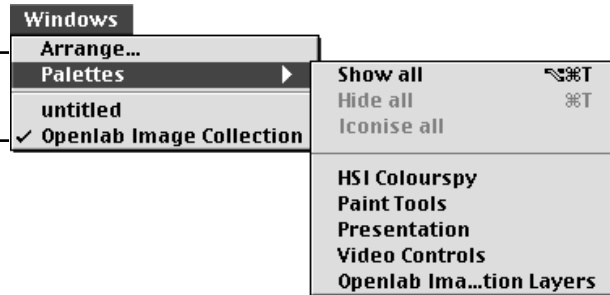 Windows
Arrange...
Palettes
untitled
✓ Openlab Image Collection
Show all ⌥⌘T
Hide all ⌘T
Iconise all
HSI Colourspy
Paint Tools
Presentation
Video Controls
Openlab Ima...tion Layers